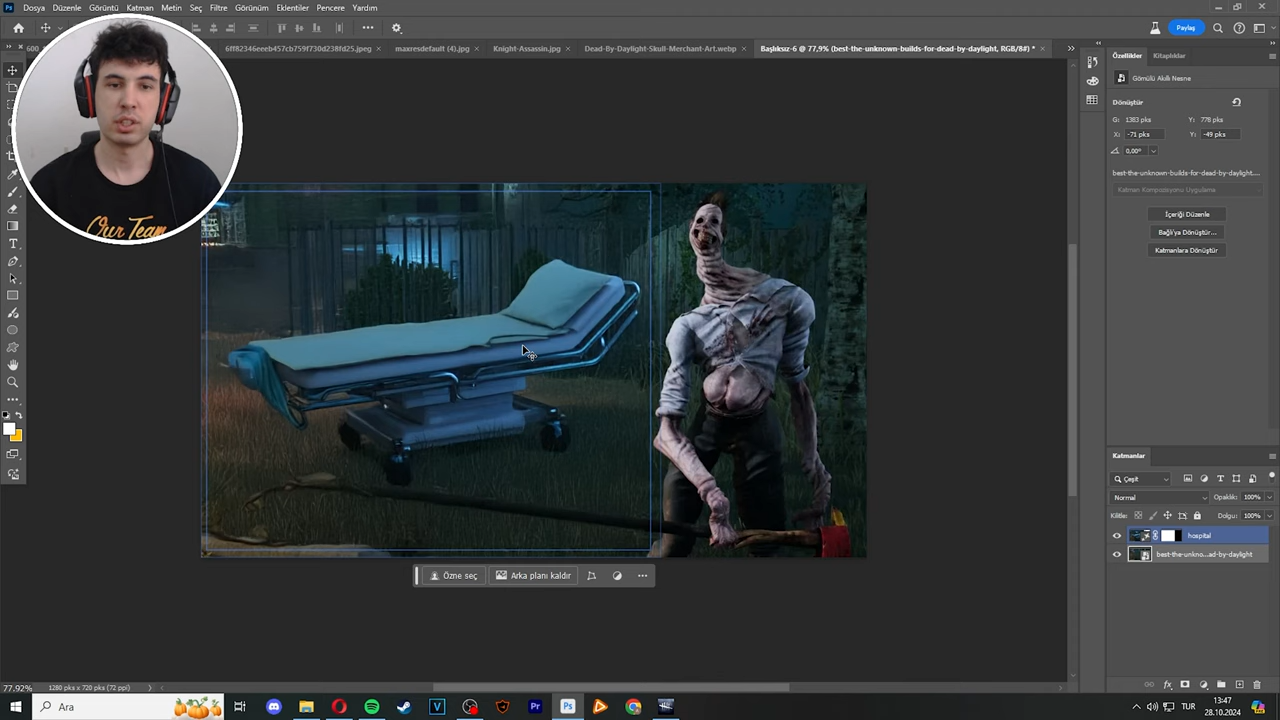 Dosya Düzenle Görüntü Katman Metin Seç Filtre Görünüm Eklentiler Pencere Yardım
Paylaş
600
6ff82346eeb457cb759f730d238fd25.jpeg × maxresdefault (4).jpg × Knight-Assasin.jpg × Dead-By-Daylight-Skull-Merchant-Art.webp × Başlıksız-6 @ 77,9% (best-the-unknown-builds-for-dead-by-daylight, RGB/8#) * ×
Özellikler Kitaplıklar
Gömülü Akıllı Nesne
Dönüştür
G: 1383 pks Y: 778 pks
X: -71 pks Y: -49 pks
0,00°
best-the-unknown-builds-for-dead-by-daylight....
Katman Kompozisyonu Uygulama
İçeriği Düzenle
Bağlı'ya Dönüştür...
Katmanlara Dönüştür
Our Team
Özne seç Arka planı kaldır
Katmanlar
Çeşit
Normal Opaklık: 100%
Kilitle: Dolgu: 100%
hospital
best-the-unkno...ad-by-daylight
77.92% 1280 pks x 720 pks (72 ppi)
Ara
TUR
13:47
28.10.2024